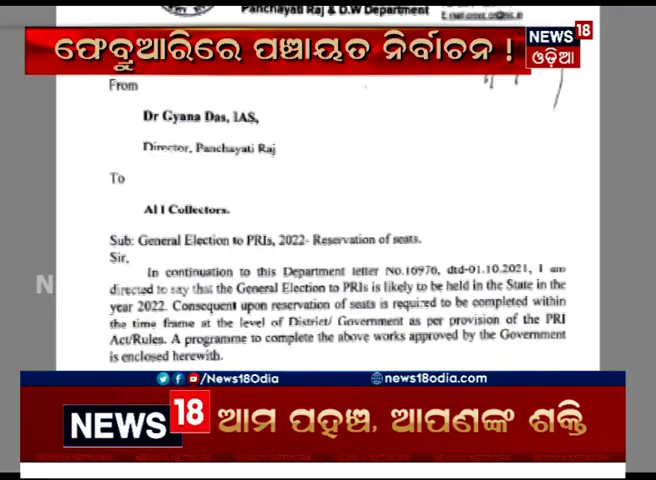 Panchayati Raj & D.W Department
ଫେବୃଆରିରେ ପଞ୍ଚାୟତ ନିର୍ବାଚନ !
NEWS 18
ଓଡ଼ିଆ
From
Dr Gyana Das, IAS,
Director, Panchayati Raj
To
All Collectors.
Sub: General Election to PRIs, 2022- Reservation of seats.
Sir,
In continuation to this Department letter No.16976, dtd-01.10.2021, I am
directed to say that the General Election to PRIs is likely to be held in the State in the
year 2022. Consequent upon reservation of seats is required to be completed within
the time frame at the level of District/ Government as per provision of the PRI
Act/Rules. A programme to complete the above works approved by the Government
is enclosed herewith.
/News18Odia
news18odia.com
NEWS 18
ଆମ ପହଞ୍ଚ, ଆପଣଙ୍କ ଶକ୍ତି